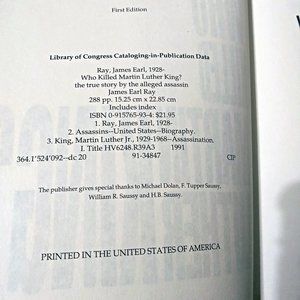 First Edition
Library of Congress Cataloging-in-Publication Data
Ray, James Earl, 1928-
Who Killed Martin Luther King?
the true story by the alleged assassin
James Earl Ray
288 pp. 15.25 cm x 22.85 cm
Includes index
ISBN 0-915765-93-4: $21.95
1. Ray, James Earl, 1928-
2. Assassins--United States--Biography.
3. King, Martin Luther, Jr., 1929-1968--Assassination.
I. Title HV6248.R39A3 1991
364.1'524'092--dc 20 91-34847 CIP
The publisher gives special thanks to Michael Dolan, F. Tupper Saussy,
William R. Saussy and H.B. Saussy.
PRINTED IN THE UNITED STATES OF AMERICA